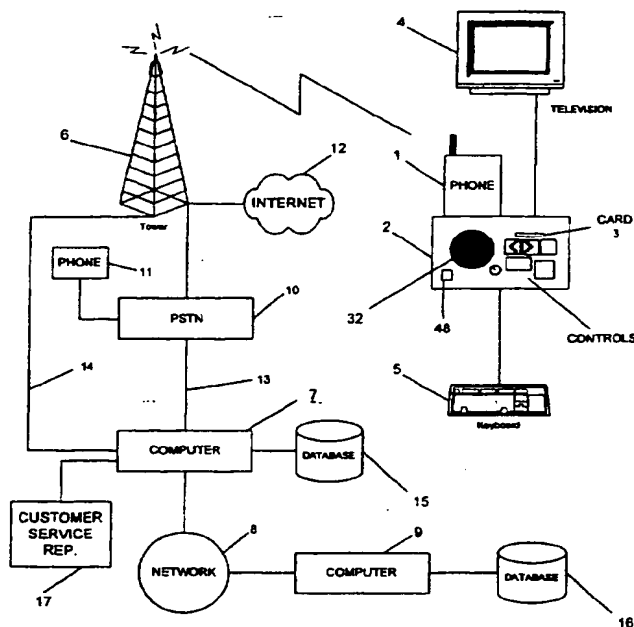 4
TELEVISION
6
12
1
INTERNET
PHONE
Tower
2
CARD
3
PHONE
11
PSTN
10
32
48
CONTROLS
14
13
5
7
Keyboard
COMPUTER
DATABASE
15
CUSTOMER
SERVICE
REP.
17
8
9
NETWORK
COMPUTER
DATABASE
16